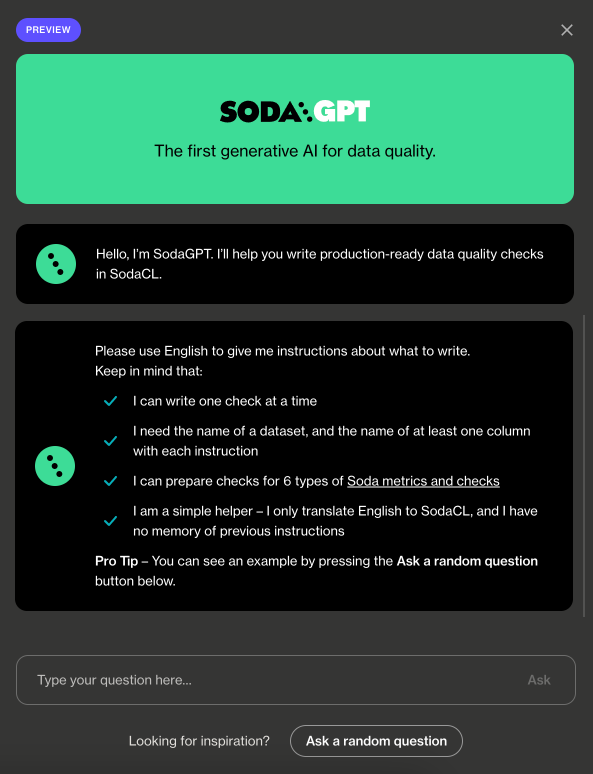 PREVIEW
SODA GPT
The first generative AI for data quality.
Hello, I’m SodaGPT. I’ll help you write production-ready data quality checks
in SodaCL.
Please use English to give me instructions about what to write.
Keep in mind that:
I can write one check at a time
I need the name of a dataset, and the name of at least one column
with each instruction
I can prepare checks for 6 types of Soda metrics and checks
I am a simple helper – I only translate English to SodaCL, and I have
no memory of previous instructions
Pro Tip – You can see an example by pressing the Ask a random question
button below.
Type your question here...
Ask
Looking for inspiration?
Ask a random question